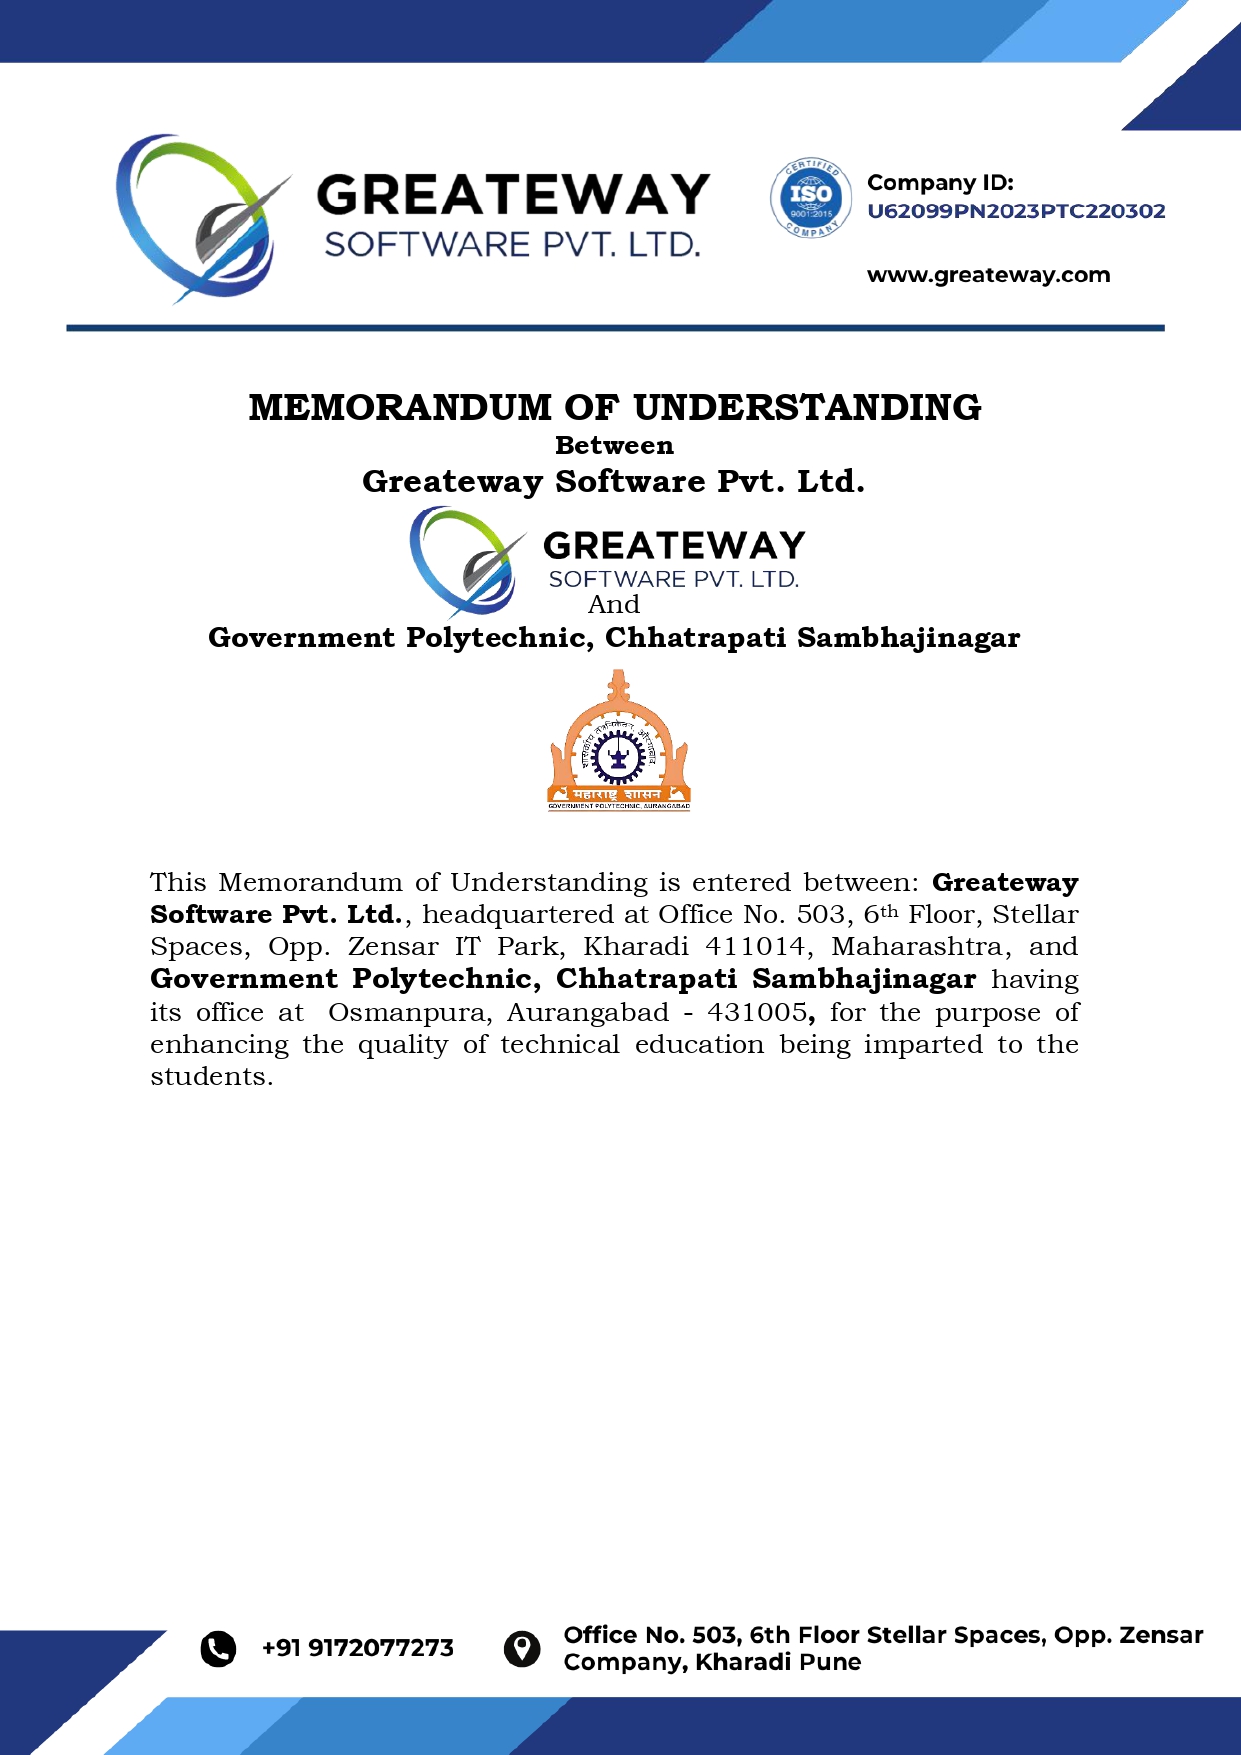 GREATEWAY
SOFTWARE PVT. LTD.
CERTIFIED
ISO
9001:2015
COMPANY
Company ID:
U62099PN2023PTC220302
www.greateway.com
MEMORANDUM OF UNDERSTANDING
Between
Greateway Software Pvt. Ltd.
GREATEWAY
SOFTWARE PVT. LTD.
And
Government Polytechnic, Chhatrapati Sambhajinagar
शासकीय तंत्रनिकेतन, औरंगाबाद
महाराष्ट्र शासन
GOVERNMENT POLYTECHNIC, AURANGABAD
This Memorandum of Understanding is entered between: Greateway
Software Pvt. Ltd., headquartered at Office No. 503, 6th Floor, Stellar
Spaces, Opp. Zensar IT Park, Kharadi 411014, Maharashtra, and
Government Polytechnic, Chhatrapati Sambhajinagar having
its office at Osmanpura, Aurangabad - 431005, for the purpose of
enhancing the quality of technical education being imparted to the
students.
+91 9172077273
Office No. 503, 6th Floor Stellar Spaces, Opp. Zensar
Company, Kharadi Pune